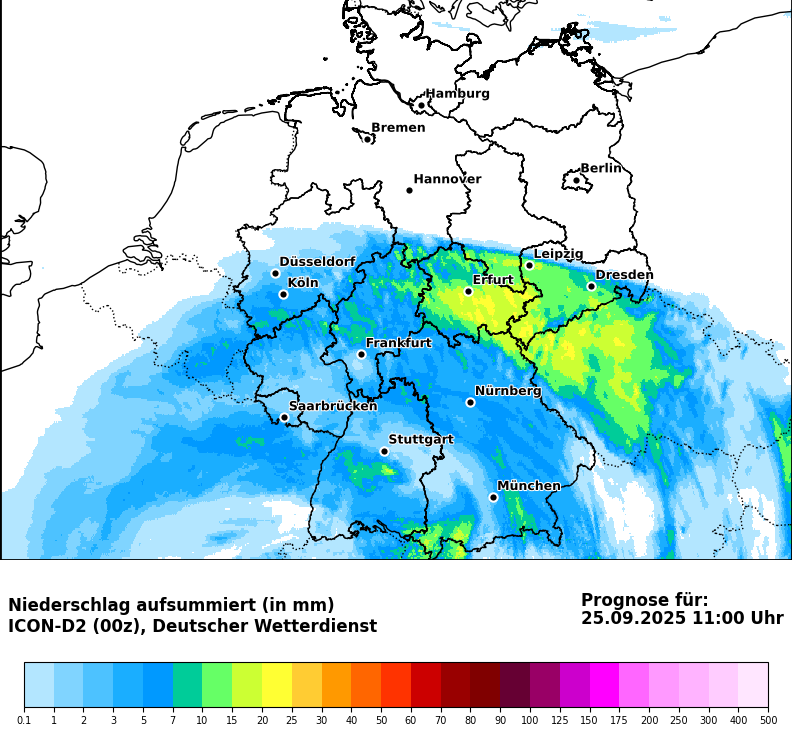 Hamburg
Bremen
Berlin
Hannover
Leipzig
Düsseldorf
Dresden
Köln
Erfurt
Frankfurt
Nürnberg
Saarbrücken
Stuttgart
München
Niederschlag aufsummiert (in mm)
ICON-D2 (00z), Deutscher Wetterdienst
Prognose für:
25.09.2025 11:00 Uhr
0.1 1 2 3 5 7 10 15 20 25 30 40 50 60 70 80 90 100 125 150 175 200 250 300 400 500